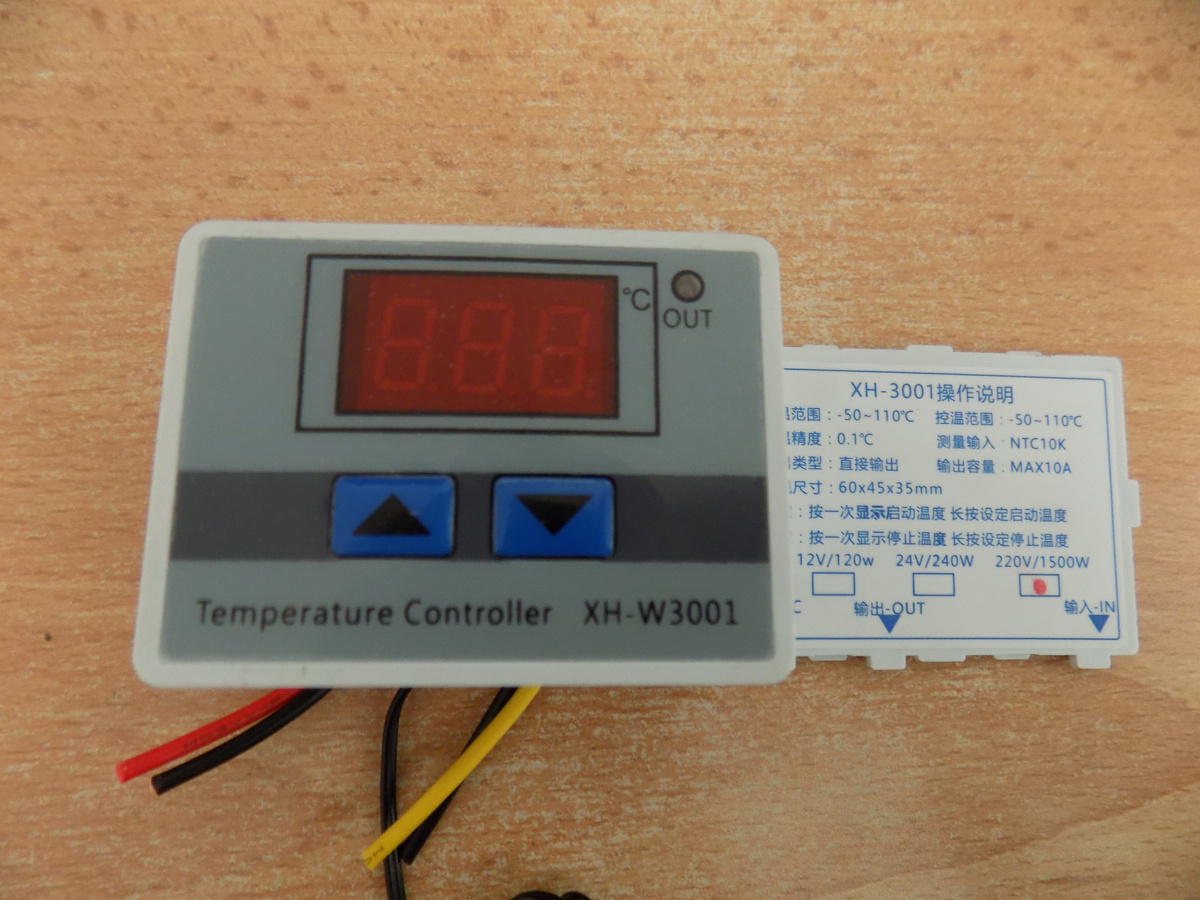 ℃
OUT
Temperature Controller XH-W3001
XH-3001操作说明
范围：-50~110℃ 控温范围：-50~110℃
精度：0.1℃ 测量输入：NTC10K
类型：直接输出 输出容量：MAX10A
尺寸：60x45x35mm
：按一次显示启动温度 长按设定启动温度
：按一次显示停止温度 长按设定停止温度
12V/120w 24V/240W 220V/1500W
C 输出-OUT 输入-IN